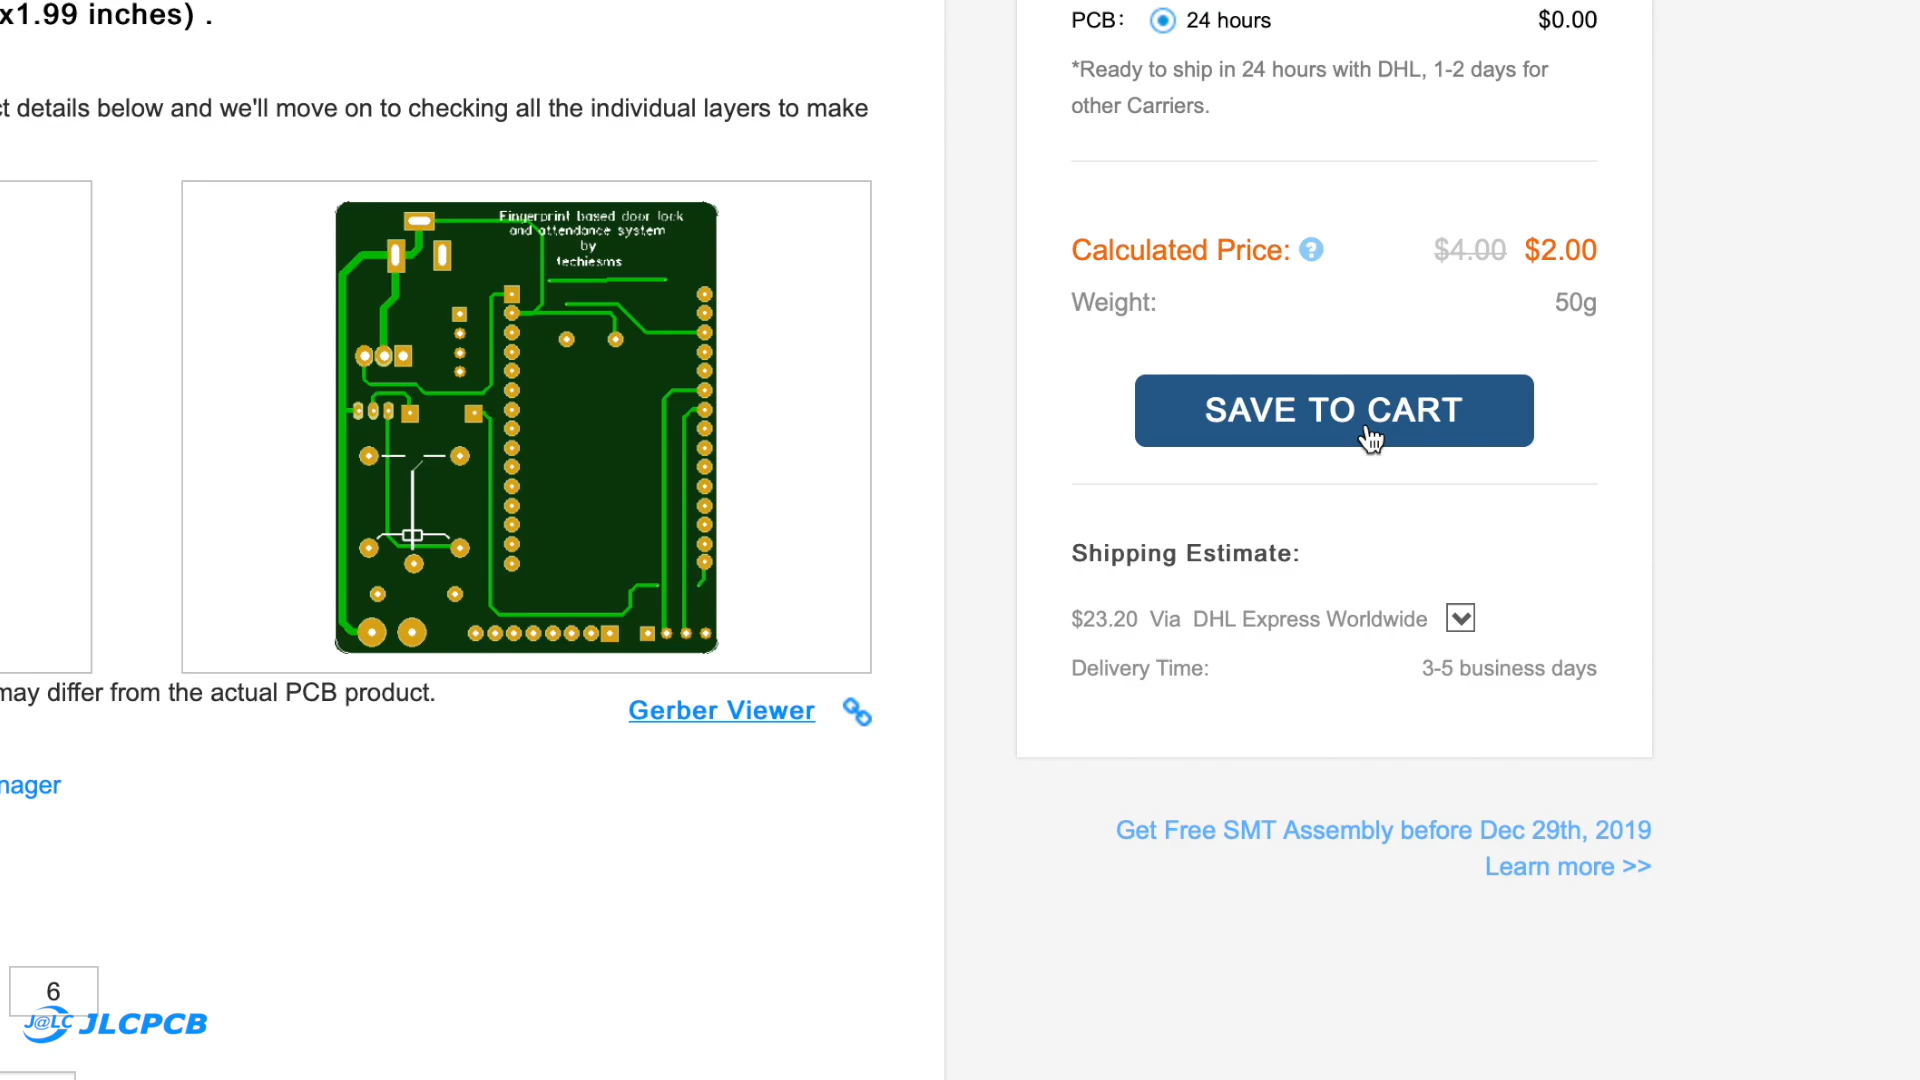 x1.99 inches) .
ct details below and we'll move on to checking all the individual layers to make
Fingerprint based door lock
and attendance system
by
techiesms
may differ from the actual PCB product.
Gerber Viewer
nager
6
J@LC JLCPCB
PCB: 24 hours $0.00
*Ready to ship in 24 hours with DHL, 1-2 days for
other Carriers.
Calculated Price: ? $4.00 $2.00
Weight: 50g
SAVE TO CART
Shipping Estimate:
$23.20 Via DHL Express Worldwide
Delivery Time: 3-5 business days
Get Free SMT Assembly before Dec 29th, 2019
Learn more >>